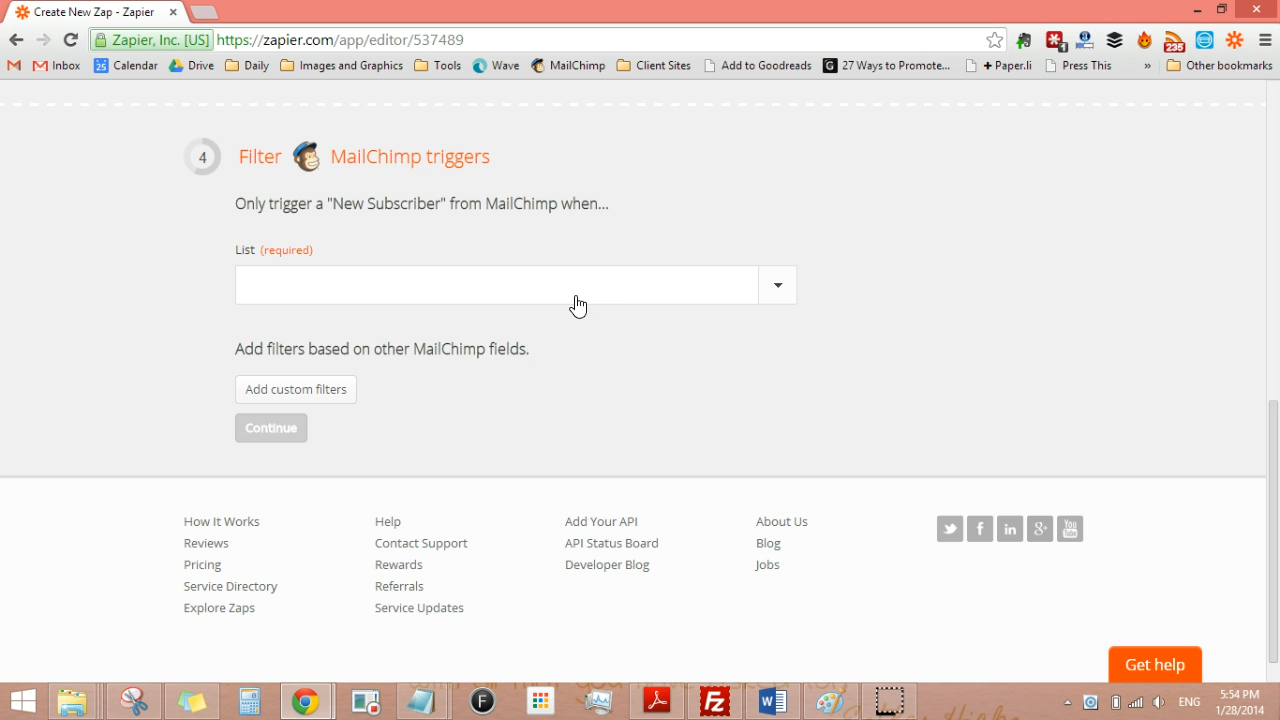 Create New Zap - Zapier
Zapier, Inc. [US] https://zapier.com/app/editor/537489
235
Inbox Calendar Drive Daily Images and Graphics Tools Wave MailChimp Client Sites Add to Goodreads 27 Ways to Promote... + Paper.li Press This » Other bookmarks
4 Filter MailChimp triggers
Only trigger a "New Subscriber" from MailChimp when...
List (required)
Add filters based on other MailChimp fields.
Add custom filters
Continue
How It Works Help Add Your API About Us
Reviews Contact Support API Status Board Blog
Pricing Rewards Developer Blog Jobs
Service Directory Referrals
Explore Zaps Service Updates
Get help
ENG 5:54 PM
1/28/2014